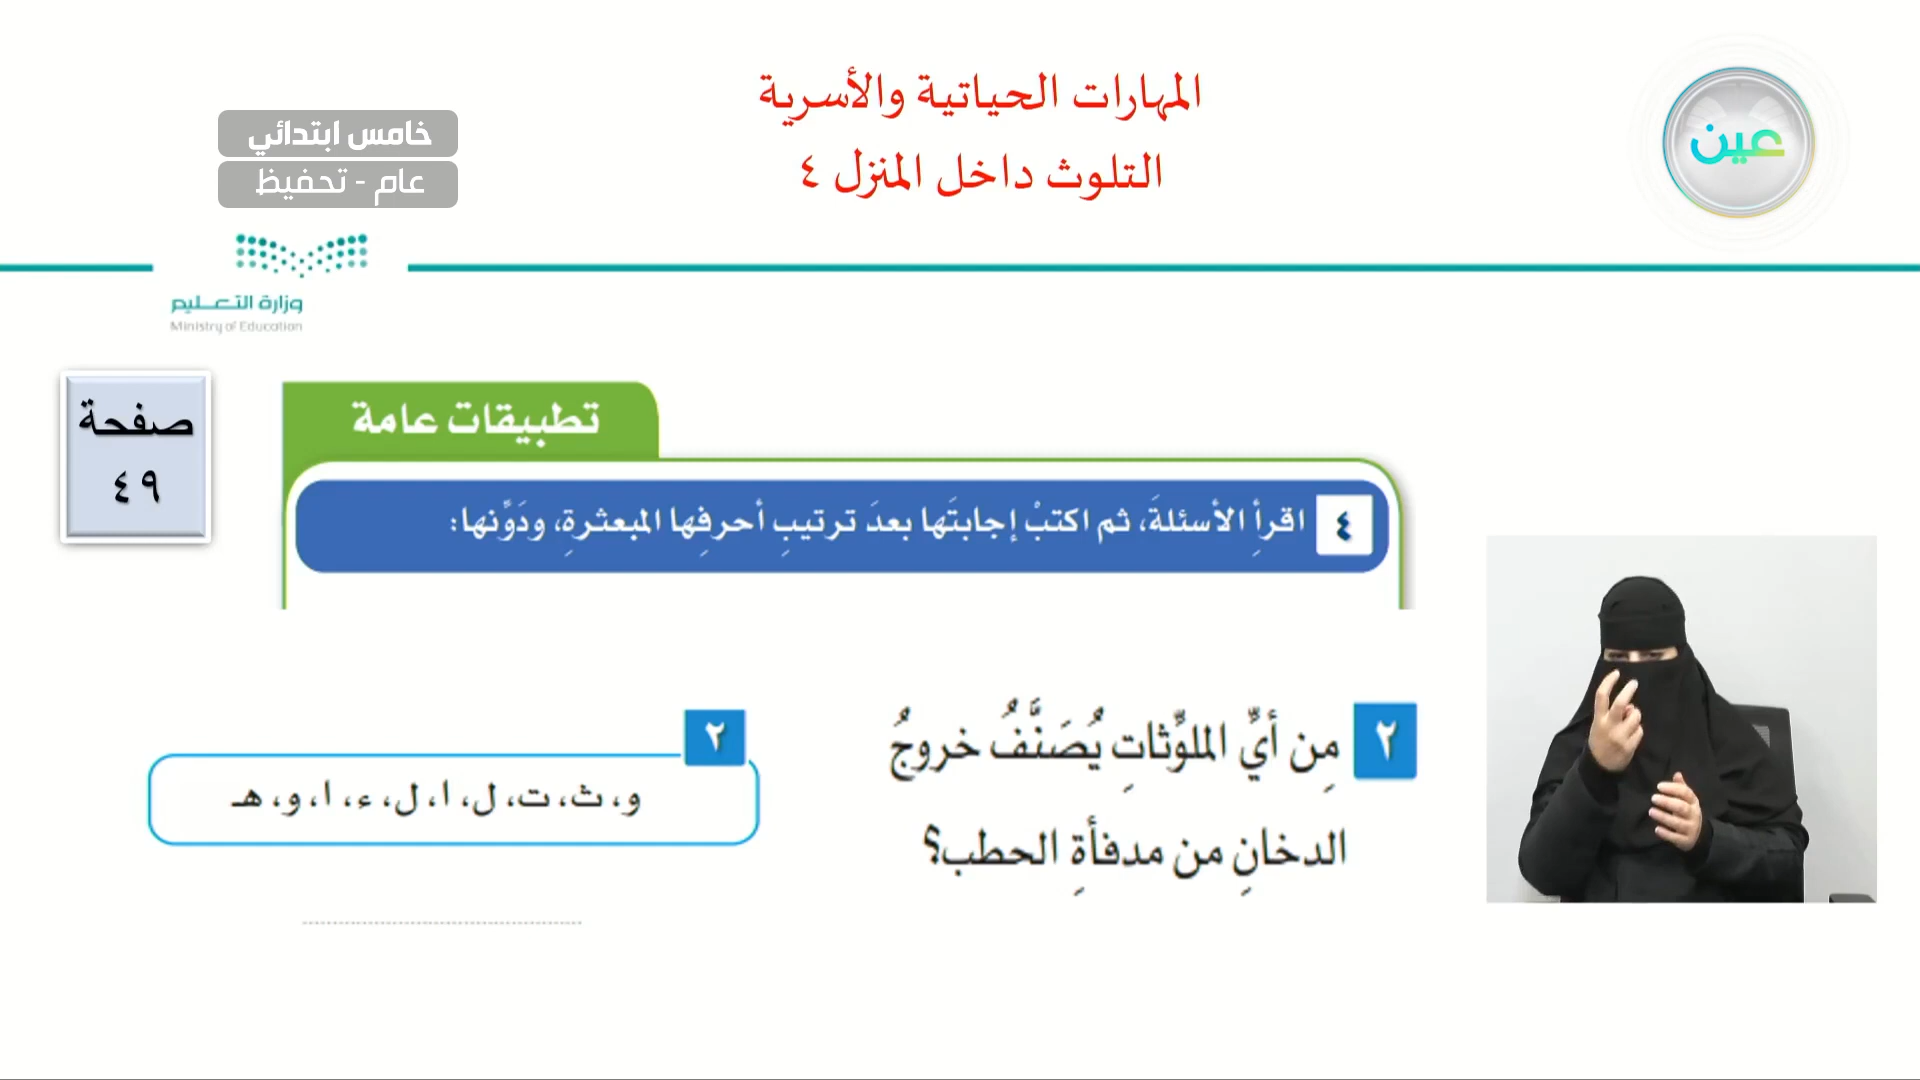 المهارات الحياتية والأسرية
التلوث داخل المنزل ٤
عين
خامس ابتدائي
عام - تحفيظ
وزارة التعليم
Ministry of Education
صفحة
٤٩
تطبيقات عامة
٤ اقرأِ الأسئلةَ، ثم اكتبْ إجابتَها بعدَ ترتيبِ أحرفِها المبعثرةِ، ودَوِّنها:
٢ مِن أيِّ الملوِّثاتِ يُصَنَّفُ خروجُ
الدخانِ من مدفأةِ الحطب؟
٢
و، ث، ت، ل، ا، ل، ء، ا، و، هـ